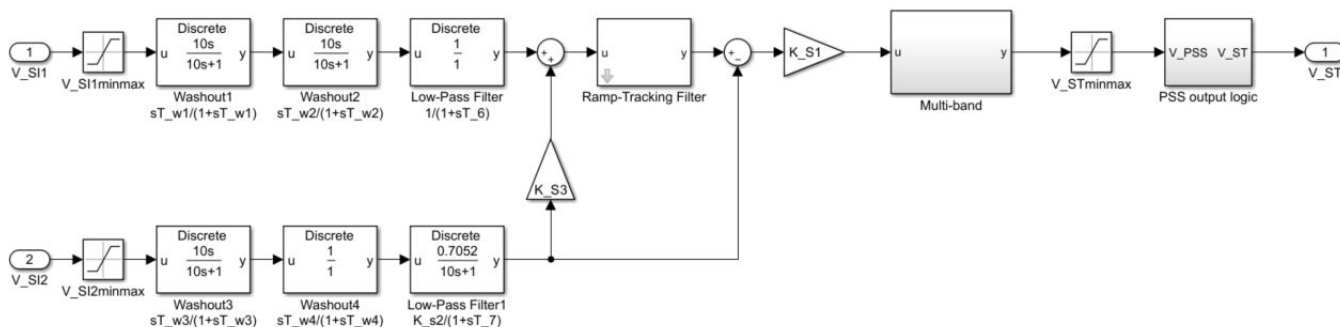 1
V_SI1
V_SI1minmax
Discrete
u
10s
10s+1
y
Washout1
sT_w1/(1+sT_w1)
Discrete
u
10s
10s+1
y
Washout2
sT_w2/(1+sT_w2)
Discrete
u
1
1
y
Low-Pass Filter
1/(1+sT_6)
+
+
u
y
Ramp-Tracking Filter
+
−
K_S1
u
y
Multi-band
V_STminmax
V_PSS
V_ST
PSS output logic
1
V_ST
K_S3
2
V_SI2
V_SI2minmax
Discrete
u
10s
10s+1
y
Washout3
sT_w3/(1+sT_w3)
Discrete
u
1
1
y
Washout4
sT_w4/(1+sT_w4)
Discrete
u
0.7052
10s+1
y
Low-Pass Filter1
K_s2/(1+sT_7)